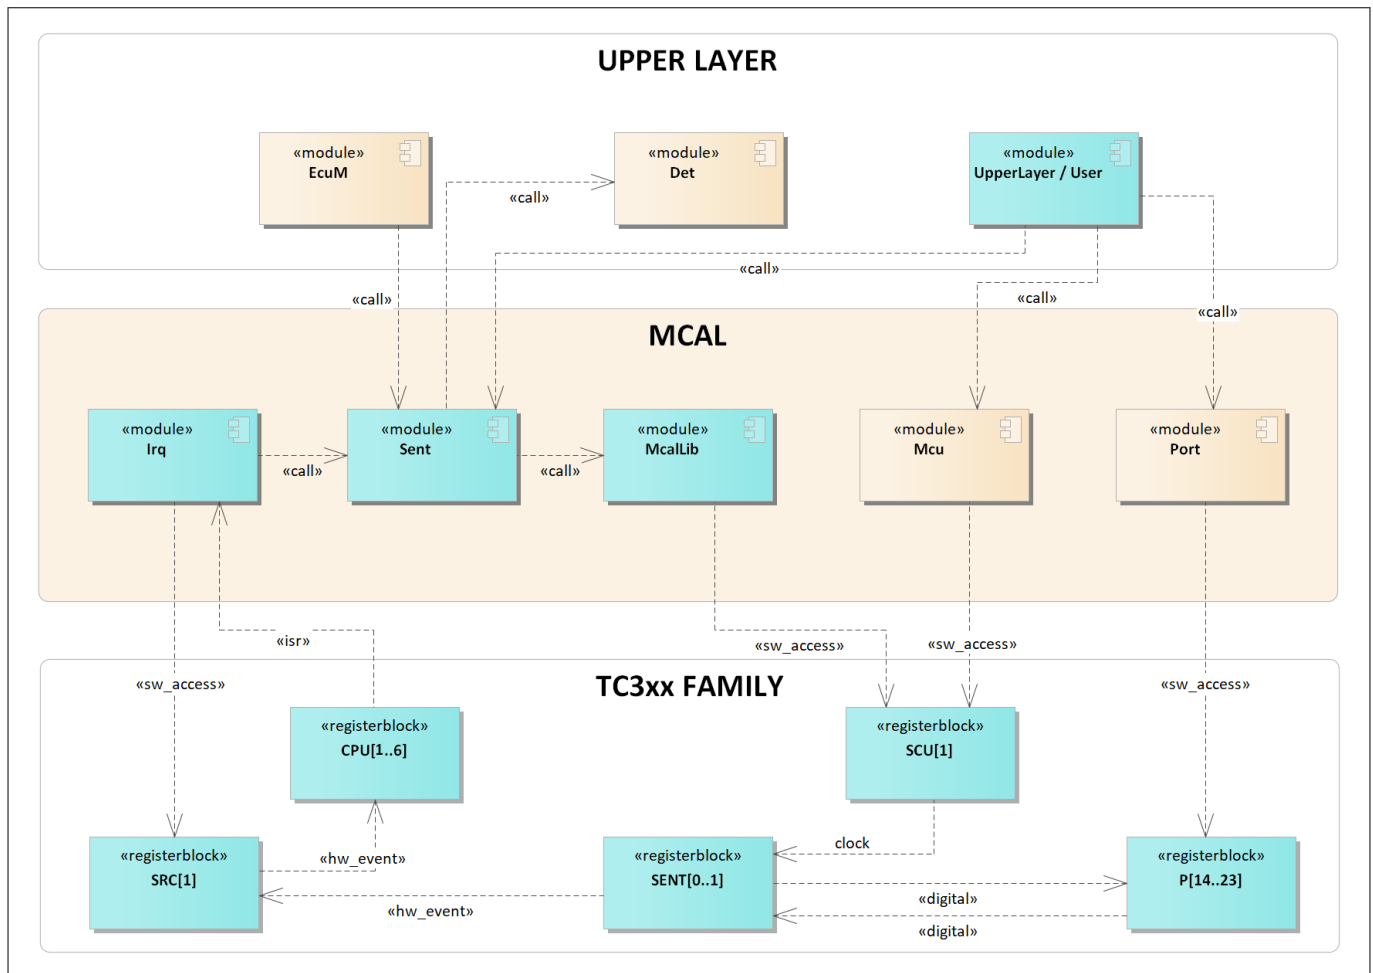 UPPER LAYER
«module»
EcuM
«module»
Det
«module»
UpperLayer / User
«call»
«call»
«call»
«call»
«call»
MCAL
«module»
Irq
«module»
Sent
«module»
McalLib
«module»
Mcu
«module»
Port
«call»
«call»
«isr»
«sw_access»
«sw_access»
«sw_access»
«sw_access»
TC3xx FAMILY
«registerblock»
CPU[1..6]
«registerblock»
SCU[1]
clock
«registerblock»
SRC[1]
«hw_event»
«registerblock»
SENT[0..1]
«registerblock»
P[14..23]
«digital»
«hw_event»
«digital»